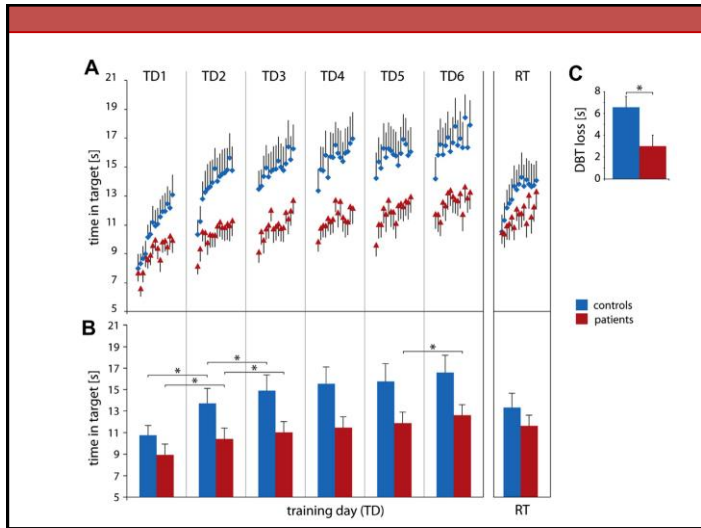 A
TD1 TD2 TD3 TD4 TD5 TD6 RT
21
19
17
15
13
11
9
7
5
time in target [s]
C
8
6
4
2
0
DBT loss [s]
*
controls
patients
B
21
19
17
15
13
11
9
7
5
time in target [s]
* * * * *
training day (TD)
RT